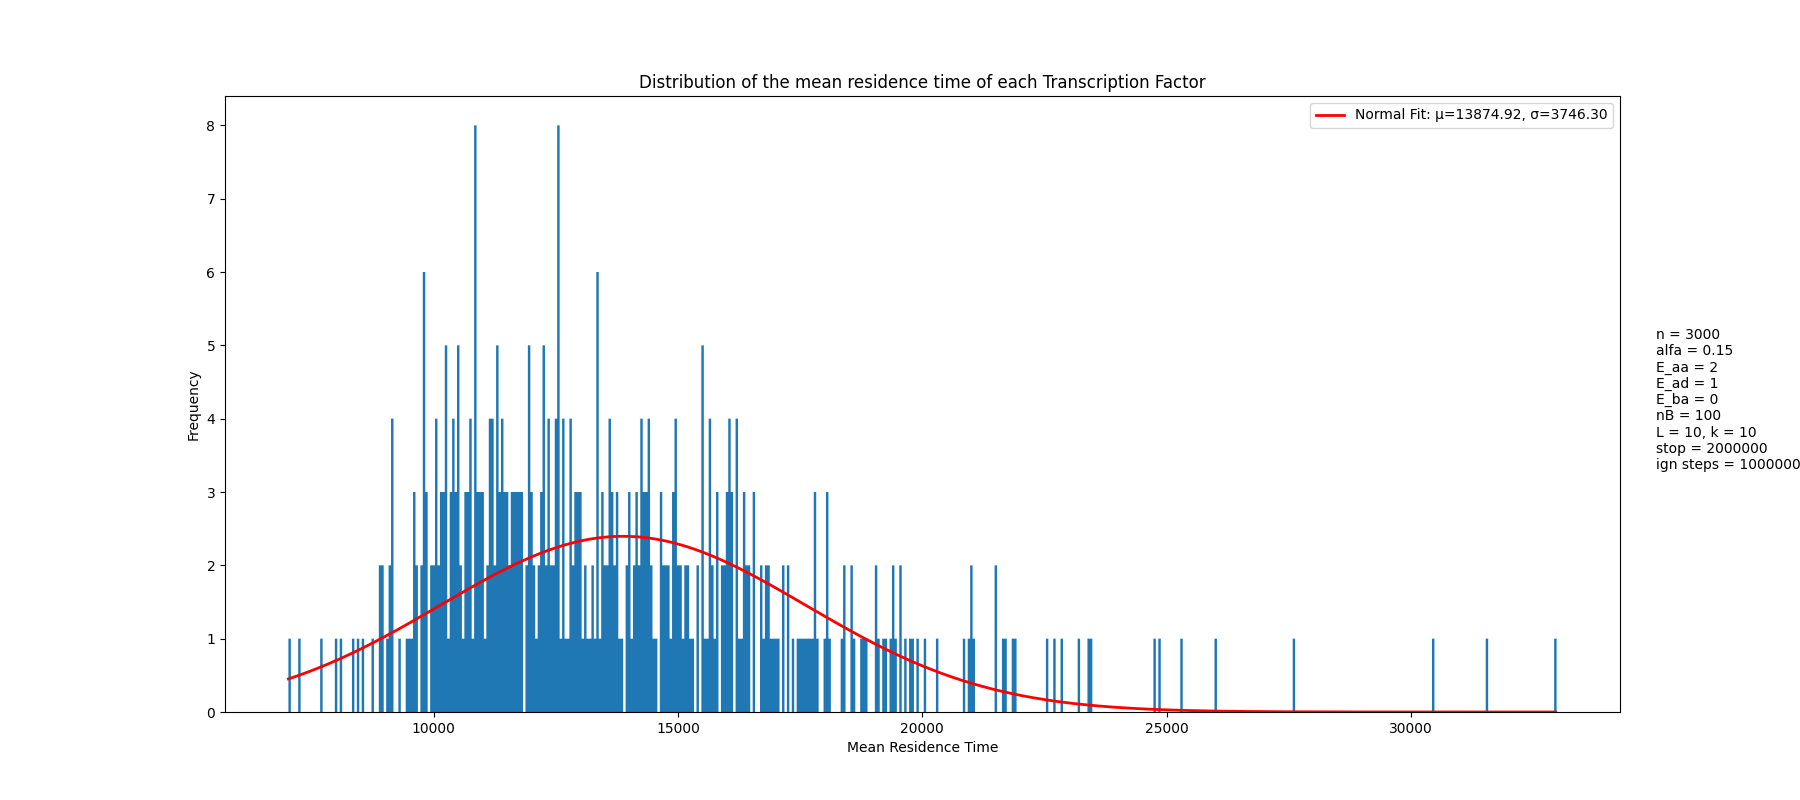 Distribution of the mean residence time of each Transcription Factor
Normal Fit: μ=13874.92, σ=3746.30
8
7
6
5
4
3
2
1
0
Frequency
10000
15000
20000
25000
30000
Mean Residence Time
n = 3000
alfa = 0.15
E_aa = 2
E_ad = 1
E_ba = 0
nB = 100
L = 10, k = 10
stop = 2000000
ign steps = 1000000